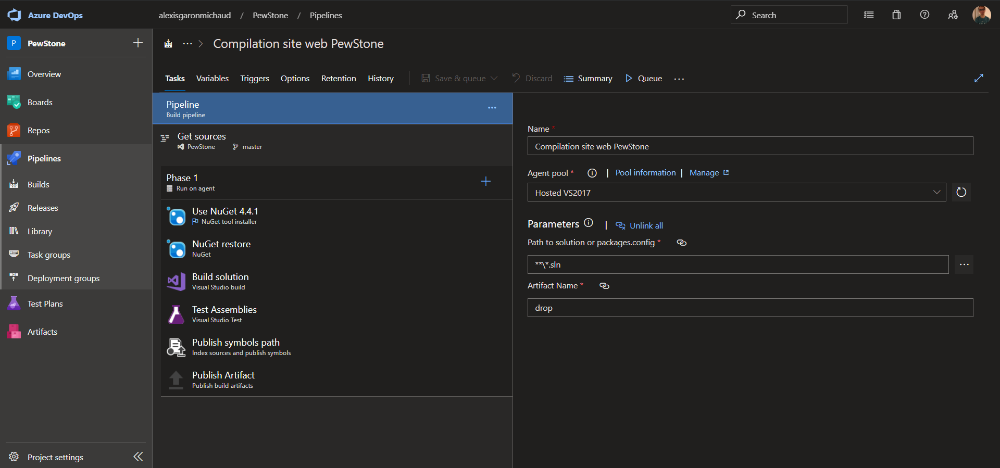 Azure DevOps
alexisgaronmichaud / PewStone / Pipelines
Search
P PewStone
Overview
Boards
Repos
Pipelines
Builds
Releases
Library
Task groups
Deployment groups
Test Plans
Artifacts
Project settings
Compilation site web PewStone
Tasks Variables Triggers Options Retention History Save & queue Discard Summary Queue ...
Pipeline
Build pipeline
Get sources
PewStone master
Phase 1
Run on agent
Use NuGet 4.4.1
NuGet tool installer
NuGet restore
NuGet
Build solution
Visual Studio build
Test Assemblies
Visual Studio Test
Publish symbols path
Index sources and publish symbols
Publish Artifact
Publish build artifacts
Name *
Compilation site web PewStone
Agent pool * | Pool information | Manage
Hosted VS2017
Parameters | Unlink all
Path to solution or packages.config *
**\*.sln
Artifact Name *
drop